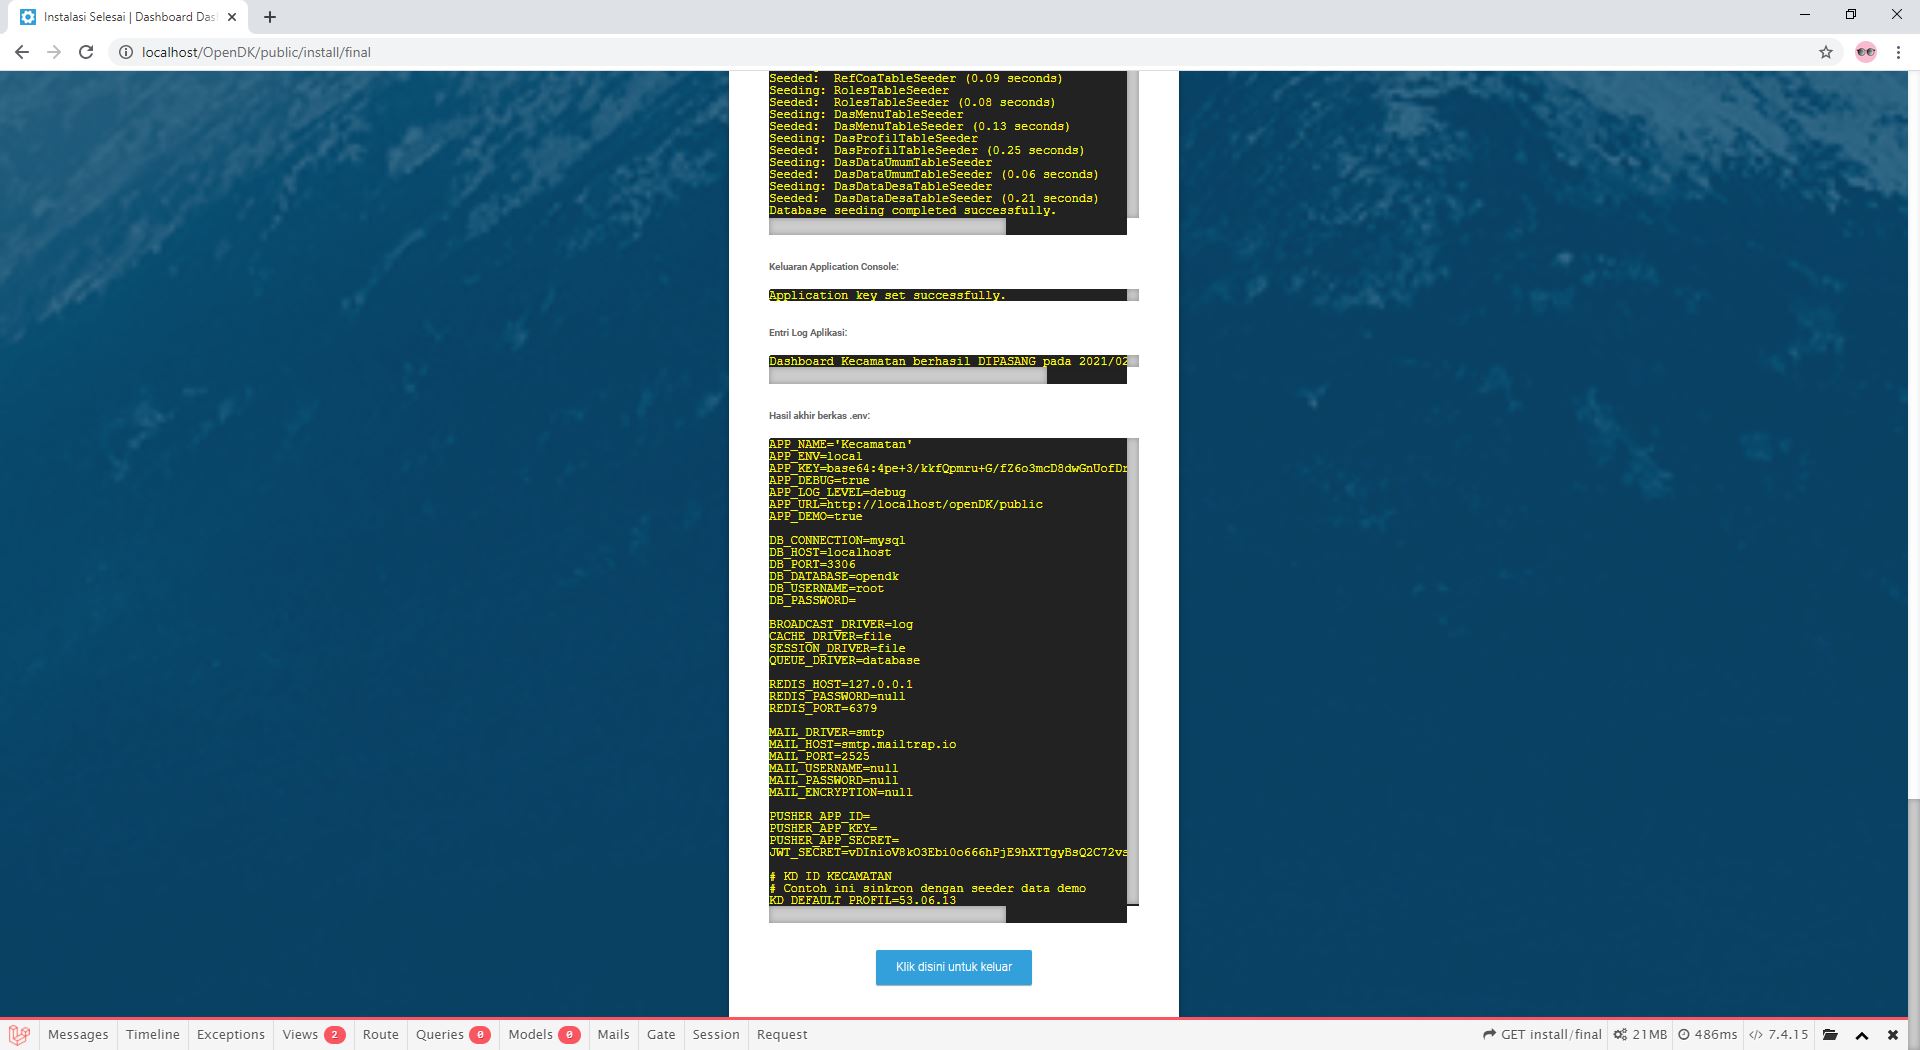 Instalasi Selesai | Dashboard Das
localhost/OpenDK/public/install/final
Seeded:  RefCoaTableSeeder (0.09 seconds)
Seeding: RolesTableSeeder
Seeded:  RolesTableSeeder (0.08 seconds)
Seeding: DasMenuTableSeeder
Seeded:  DasMenuTableSeeder (0.13 seconds)
Seeding: DasProfilTableSeeder
Seeded:  DasProfilTableSeeder (0.25 seconds)
Seeding: DasDataUmumTableSeeder
Seeded:  DasDataUmumTableSeeder (0.06 seconds)
Seeding: DasDataDesaTableSeeder
Seeded:  DasDataDesaTableSeeder (0.21 seconds)
Database seeding completed successfully.
Keluaran Application Console:
Application key set successfully.
Entri Log Aplikasi:
Dashboard Kecamatan berhasil DIPASANG pada 2021/02
Hasil akhir berkas .env:
APP_NAME='Kecamatan'
APP_ENV=local
APP_KEY=base64:4pe+3/kkfQpmru+G/fZ6o3mcD8dwGnUofDr
APP_DEBUG=true
APP_LOG_LEVEL=debug
APP_URL=http://localhost/openDK/public
APP_DEMO=true
DB_CONNECTION=mysql
DB_HOST=localhost
DB_PORT=3306
DB_DATABASE=opendk
DB_USERNAME=root
DB_PASSWORD=
BROADCAST_DRIVER=log
CACHE_DRIVER=file
SESSION_DRIVER=file
QUEUE_DRIVER=database
REDIS_HOST=127.0.0.1
REDIS_PASSWORD=null
REDIS_PORT=6379
MAIL_DRIVER=smtp
MAIL_HOST=smtp.mailtrap.io
MAIL_PORT=2525
MAIL_USERNAME=null
MAIL_PASSWORD=null
MAIL_ENCRYPTION=null
PUSHER_APP_ID=
PUSHER_APP_KEY=
PUSHER_APP_SECRET=
JWT_SECRET=vDInioV8kO3Ebi0o666hPjE9hXTTgyBsQ2C72vs
# KD ID KECAMATAN
# Contoh ini sinkron dengan seeder data demo
KD_DEFAULT_PROFIL=53.06.13
Klik disini untuk keluar
Messages Timeline Exceptions Views 2 Route Queries 0 Models 0 Mails Gate Session Request GET install/final 21MB 486ms 7.4.15